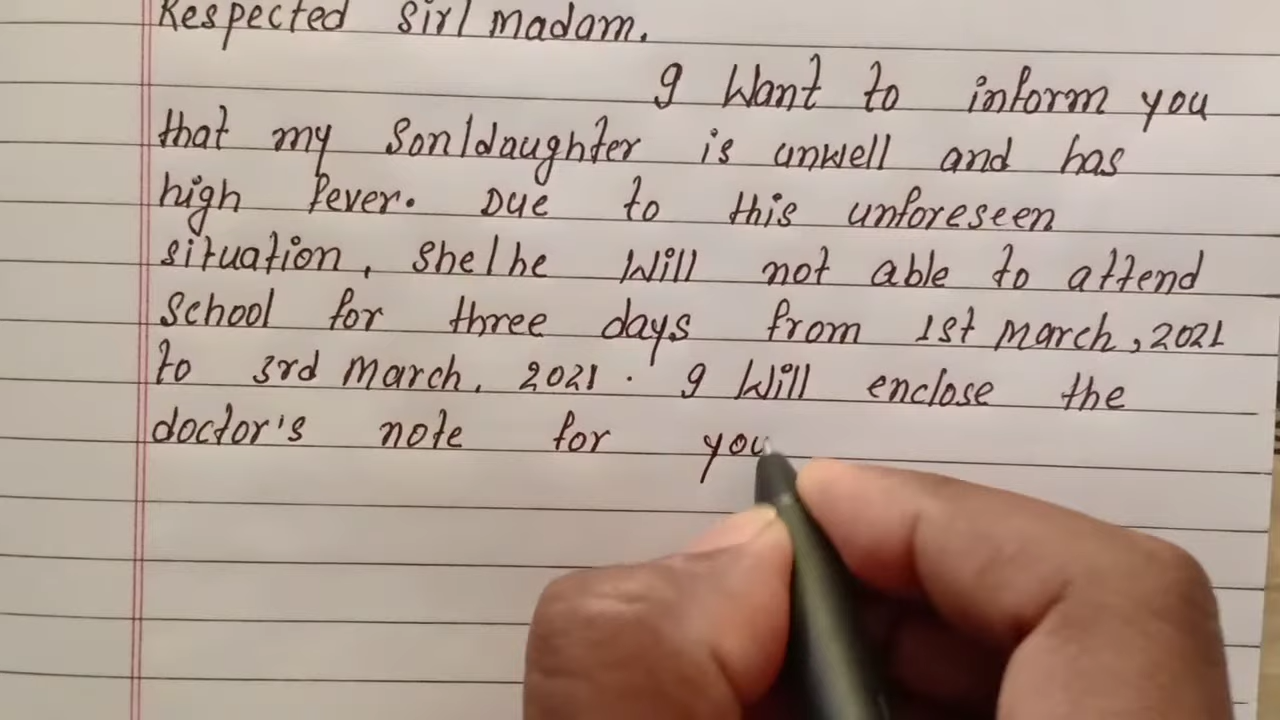 Respected Sir/madam.
I Want to inform you
that my Son/daughter is unwell and has
high fever. Due to this unforeseen
situation, She/he Will not able to attend
School for three days from 1st March, 2021
to 3rd March, 2021. I Will enclose the
doctor's note for you